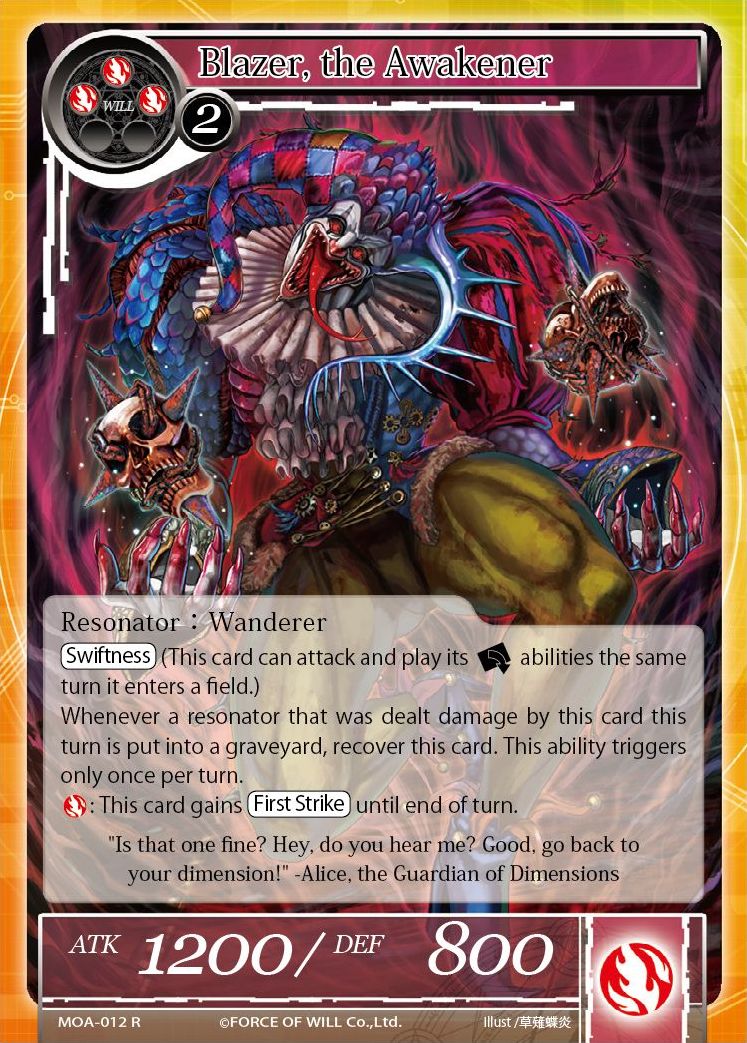 Blazer, the Awakener
WILL
2
Resonator : Wanderer
Swiftness (This card can attack and play its abilities the same
turn it enters a field.)
Whenever a resonator that was dealt damage by this card this
turn is put into a graveyard, recover this card. This ability triggers
only once per turn.
: This card gains First Strike until end of turn.
"Is that one fine? Hey, do you hear me? Good, go back to
your dimension!" -Alice, the Guardian of Dimensions
ATK 1200/ DEF 800
MOA-012 R ©FORCE OF WILL Co.,Ltd. Illust/草薙蝶炎